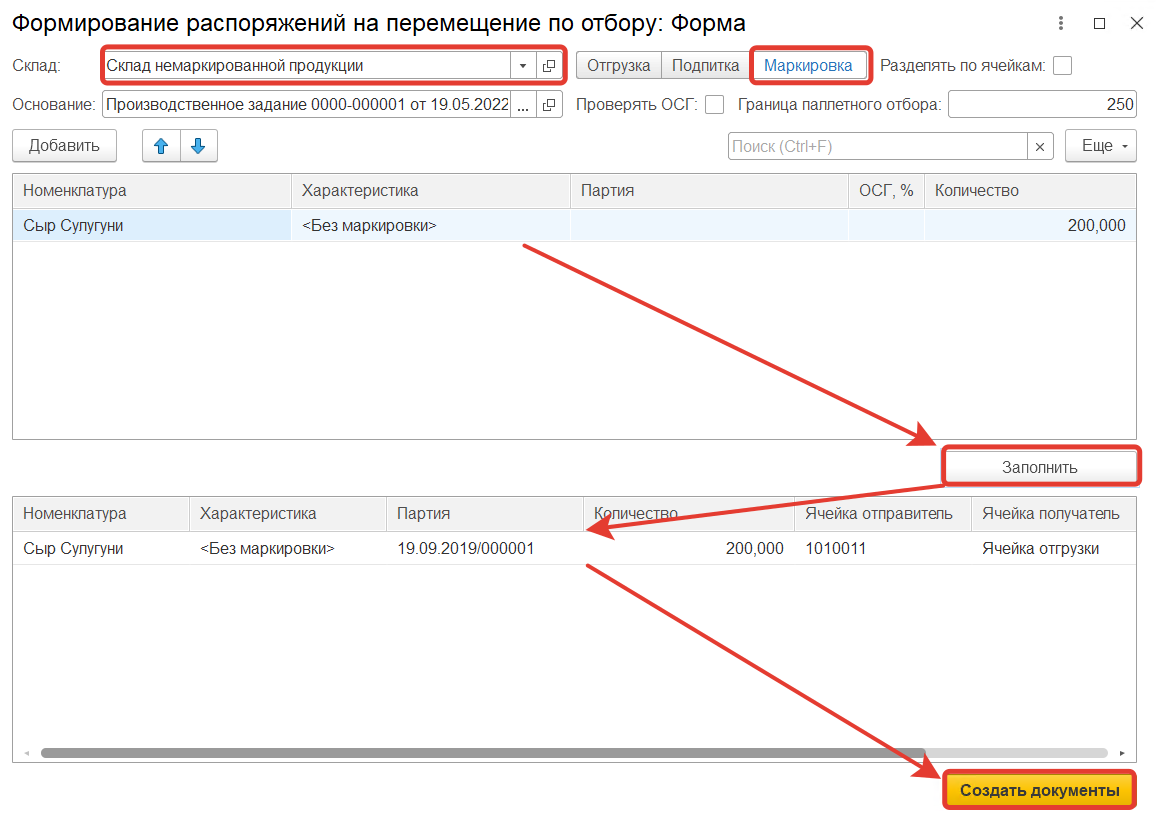 Формирование распоряжений на перемещение по отбору: Форма
Склад: Склад немаркированной продукции Отгрузка Подпитка Маркировка Разделять по ячейкам:
Основание: Производственное задание 0000-000001 от 19.05.2022 ... Проверять ОСГ: Граница паллетного отбора: 250
Добавить Поиск (Ctrl+F) × Еще
Номенклатура Характеристика Партия ОСГ, % Количество
Сыр Сулугуни <Без маркировки> 200,000
Заполнить
Номенклатура Характеристика Партия Количество Ячейка отправитель Ячейка получатель
Сыр Сулугуни <Без маркировки> 19.09.2019/000001 200,000 1010011 Ячейка отгрузки
Создать документы